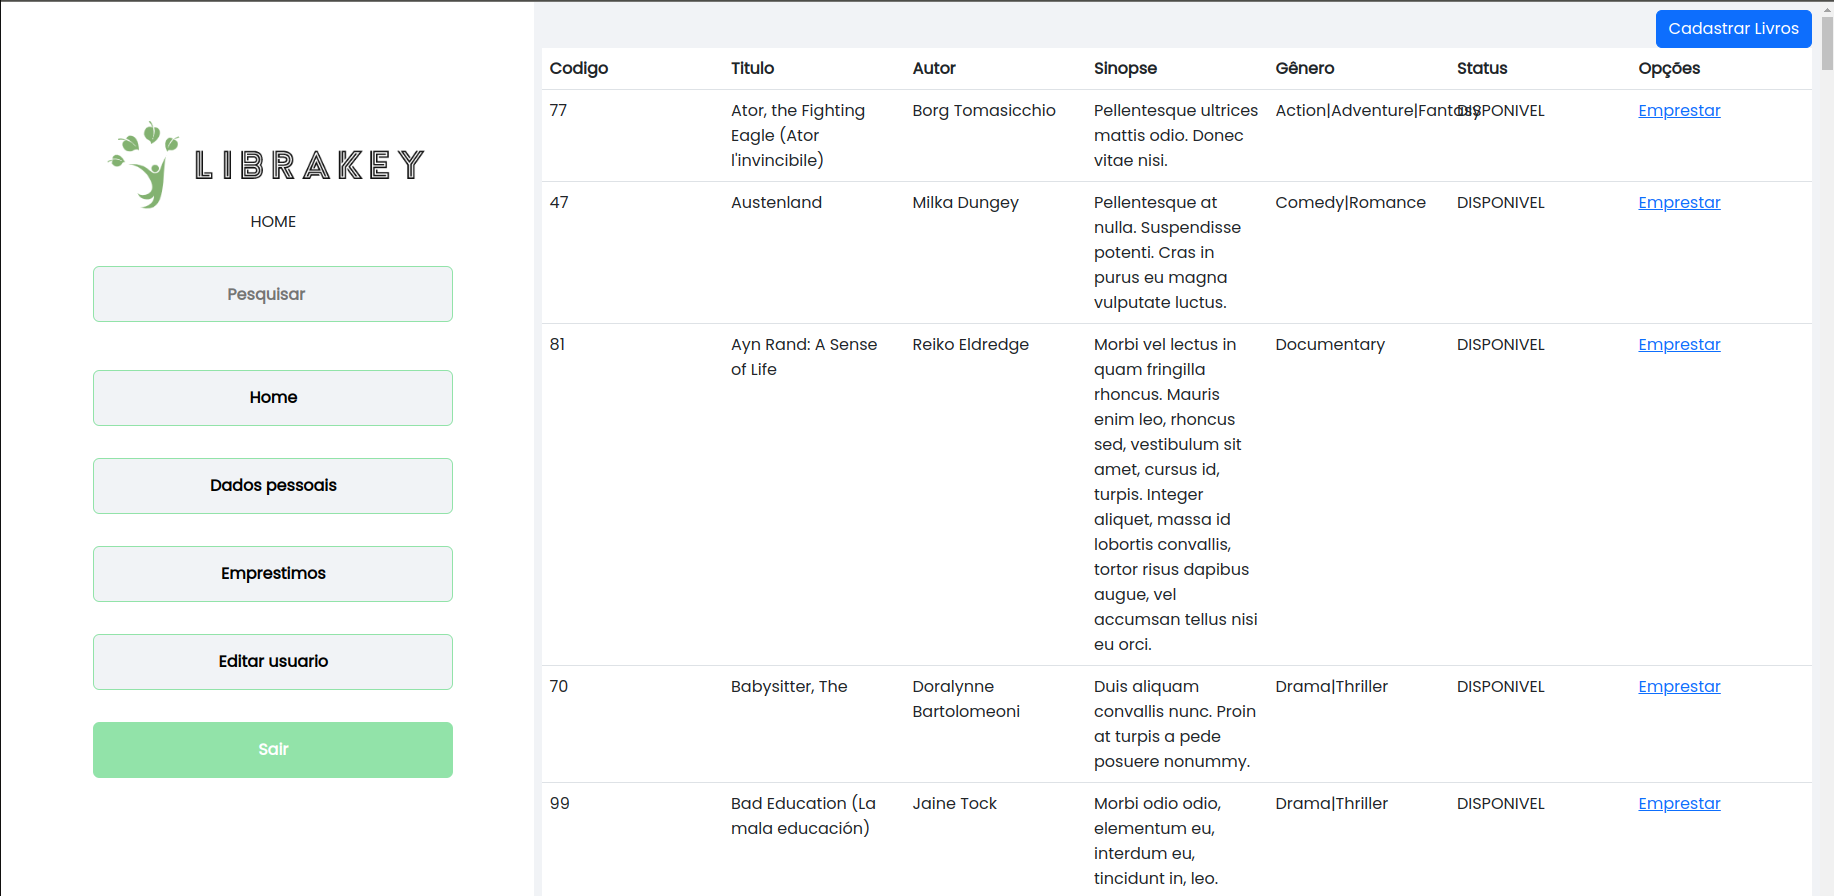 LIBRAKEY
HOME
Pesquisar
Home
Dados pessoais
Emprestimos
Editar usuario
Sair
Cadastrar Livros
Codigo Titulo Autor Sinopse Gênero Status Opções
77 Ator, the Fighting Borg Tomasicchio Pellentesque ultrices Action|Adventure|Fantasy DISPONIVEL Emprestar
Eagle (Ator mattis odio. Donec
l'invincibile) vitae nisi.
47 Austenland Milka Dungey Pellentesque at Comedy|Romance DISPONIVEL Emprestar
nulla. Suspendisse
potenti. Cras in
purus eu magna
vulputate luctus.
81 Ayn Rand: A Sense Reiko Eldredge Morbi vel lectus in Documentary DISPONIVEL Emprestar
of Life quam fringilla
rhoncus. Mauris
enim leo, rhoncus
sed, vestibulum sit
amet, cursus id,
turpis. Integer
aliquet, massa id
lobortis convallis,
tortor risus dapibus
augue, vel
accumsan tellus nisi
eu orci.
70 Babysitter, The Doralynne Duis aliquam Drama|Thriller DISPONIVEL Emprestar
Bartolomeoni convallis nunc. Proin
at turpis a pede
posuere nonummy.
99 Bad Education (La Jaine Tock Morbi odio odio, Drama|Thriller DISPONIVEL Emprestar
mala educación) elementum eu,
interdum eu,
tincidunt in, leo.